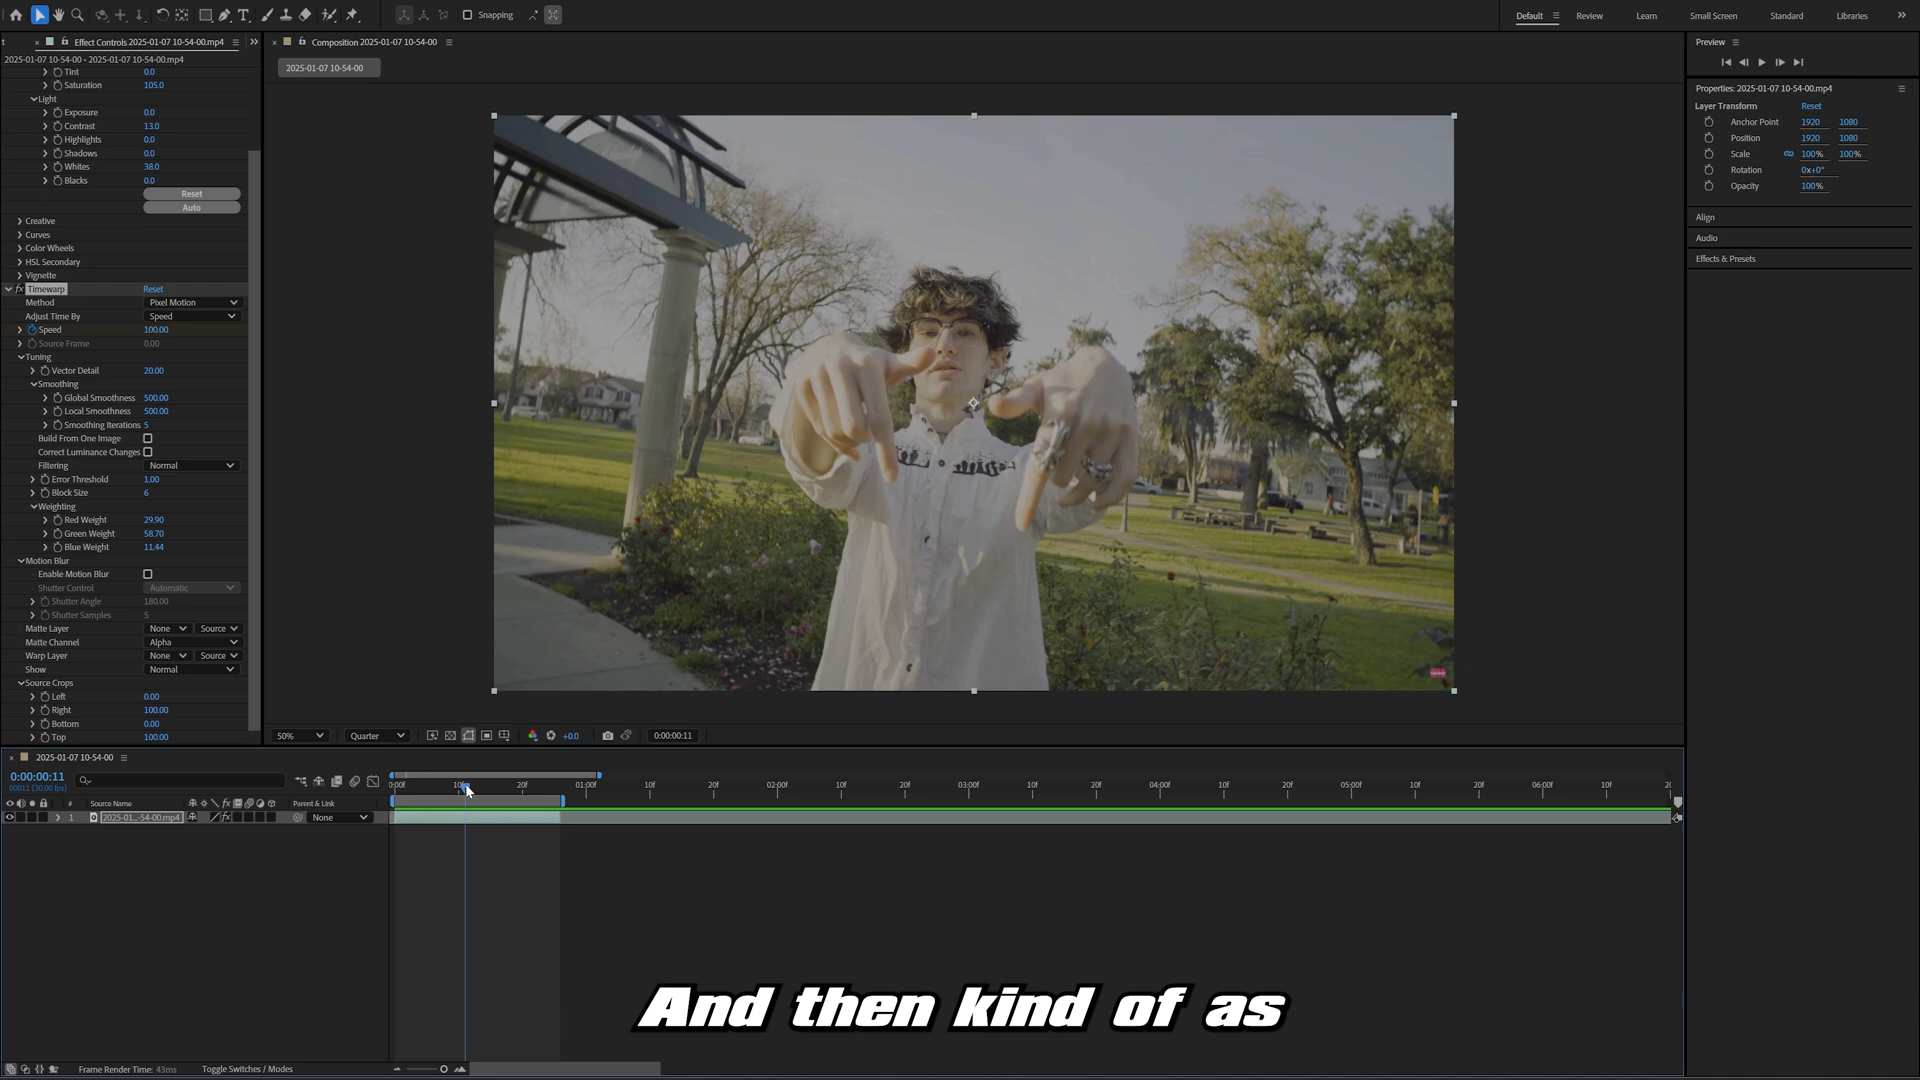 Snapping
Default
Review
Learn
Small Screen
Standard
Libraries
Effect Controls 2025-01-07 10-54-00.mp4
2025-01-07 10-54-00 • 2025-01-07 10-54-00.mp4
Tint 0.0
Saturation 105.0
Light
Exposure 0.0
Contrast 13.0
Highlights 0.0
Shadows 0.0
Whites 38.0
Blacks 0.0
Reset
Auto
Creative
Curves
Color Wheels
HSL Secondary
Vignette
fx Timewarp Reset
Method Pixel Motion
Adjust Time By Speed
Speed 100.00
Source Frame 0.00
Tuning
Vector Detail 20.00
Smoothing
Global Smoothness 500.00
Local Smoothness 500.00
Smoothing Iterations 5
Build From One Image
Correct Luminance Changes
Filtering Normal
Error Threshold 1.00
Block Size 6
Weighting
Red Weight 29.90
Green Weight 58.70
Blue Weight 11.44
Motion Blur
Enable Motion Blur
Shutter Control Automatic
Shutter Angle 180.00
Shutter Samples 5
Matte Layer None Source
Matte Channel Alpha
Warp Layer None Source
Show Normal
Source Crops
Left 0.00
Right 100.00
Bottom 0.00
Top 100.00
Composition 2025-01-07 10-54-00
2025-01-07 10-54-00
50% Quarter +0.0 0:00:00:11
Preview
Properties: 2025-01-07 10-54-00.mp4
Layer Transform Reset
Anchor Point 1920 1080
Position 1920 1080
Scale 100% 100%
Rotation 0x+0°
Opacity 100%
Align
Audio
Effects & Presets
2025-01-07 10-54-00
0:00:00:11
00011 (30.00 fps)
0:00f 10f 20f 01:00f 10f 20f 02:00f 10f 20f 03:00f 10f 20f 04:00f 10f 20f 05:00f 10f 20f 06:00f 10f
# Source Name fx Parent & Link
1 2025-01...-54-00.mp4 fx None
And then kind of as
Frame Render Time: 43ms Toggle Switches / Modes